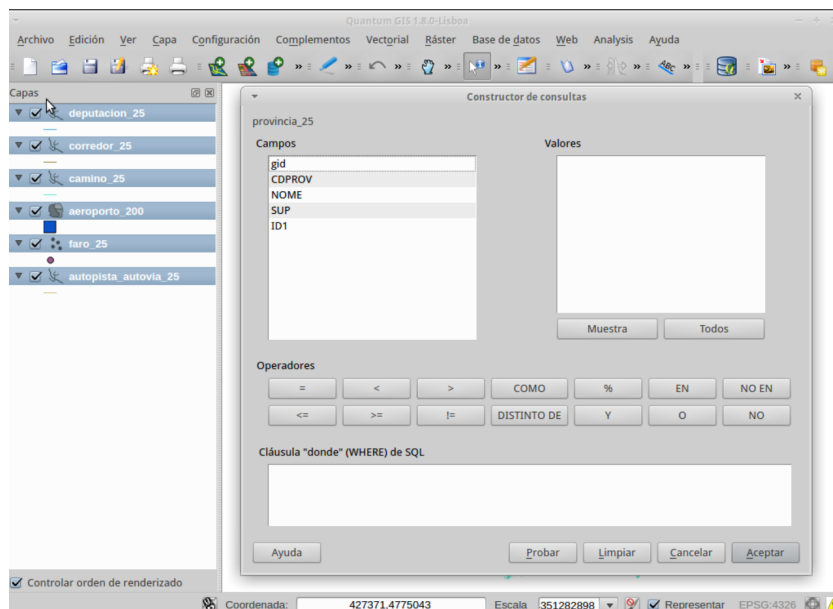 Quantum GIS 1.8.0-Lisboa
Archivo Edición Ver Capa Configuración Complementos Vectorial Ráster Base de datos Web Analysis Ayuda
Capas
deputacion_25
corredor_25
camino_25
aeroporto_200
faro_25
autopista_autovia_25
Controlar orden de renderizado
Constructor de consultas
provincia_25
Campos Valores
gid
CDPROV
NOME
SUP
ID1
Muestra Todos
Operadores
= < > COMO % EN NO EN
<= >= != DISTINTO DE Y O NO
Cláusula "donde" (WHERE) de SQL
Ayuda Probar Limpiar Cancelar Aceptar
Coordenada: 427371,4775043 Escala 351282898 Representar EPSG:4326